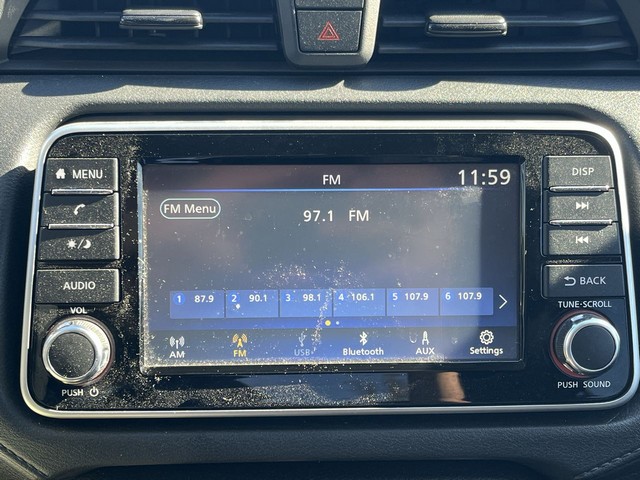 MENU
AUDIO
VOL
PUSH
FM
11:59
FM Menu
97.1 FM
1 87.9 2 90.1 3 98.1 4 106.1 5 107.9 6 107.9
AM FM USB Bluetooth AUX Settings
DISP
BACK
TUNE·SCROLL
PUSH SOUND